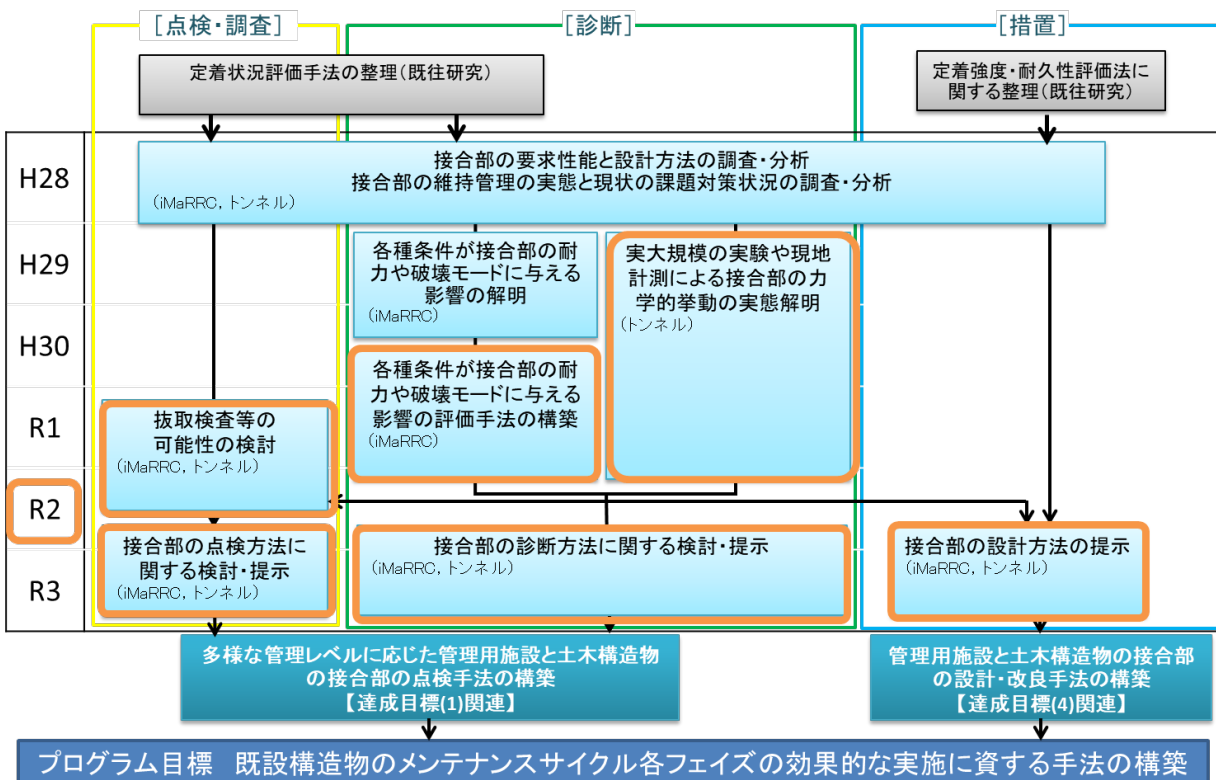 [点検・調査]
[診断]
[措置]
定着状況評価手法の整理(既往研究)
定着強度・耐久性評価法に
関する整理(既往研究)
H28
接合部の要求性能と設計方法の調査・分析
接合部の維持管理の実態と現状の課題対策状況の調査・分析
(iMaRRC, トンネル)
H29
各種条件が接合部の耐
力や破壊モードに与える
影響の解明
(iMaRRC)
実大規模の実験や現地
計測による接合部の力
学的挙動の実態解明
(トンネル)
H30
各種条件が接合部の耐
力や破壊モードに与える
影響の評価手法の構築
(iMaRRC)
R1
抜取検査等の
可能性の検討
(iMaRRC, トンネル)
R2
接合部の点検方法に
関する検討・提示
(iMaRRC, トンネル)
接合部の診断方法に関する検討・提示
(iMaRRC, トンネル)
接合部の設計方法の提示
(iMaRRC, トンネル)
R3
多様な管理レベルに応じた管理用施設と土木構造物
の接合部の点検手法の構築
【達成目標(1)関連】
管理用施設と土木構造物の接合部
の設計・改良手法の構築
【達成目標(4)関連】
プログラム目標 既設構造物のメンテナンスサイクル各フェイズの効果的な実施に資する手法の構築